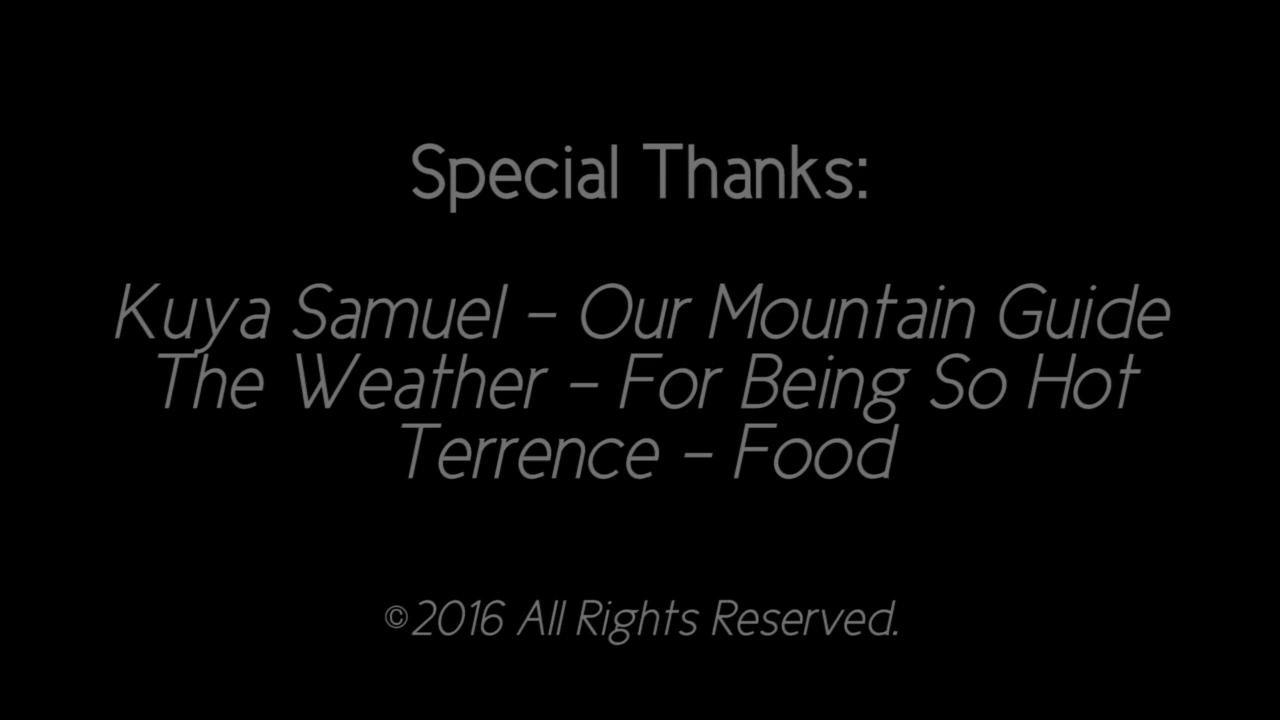 Special Thanks:
Kuya Samuel - Our Mountain Guide
The Weather - For Being So Hot
Terrence - Food
©2016 All Rights Reserved.